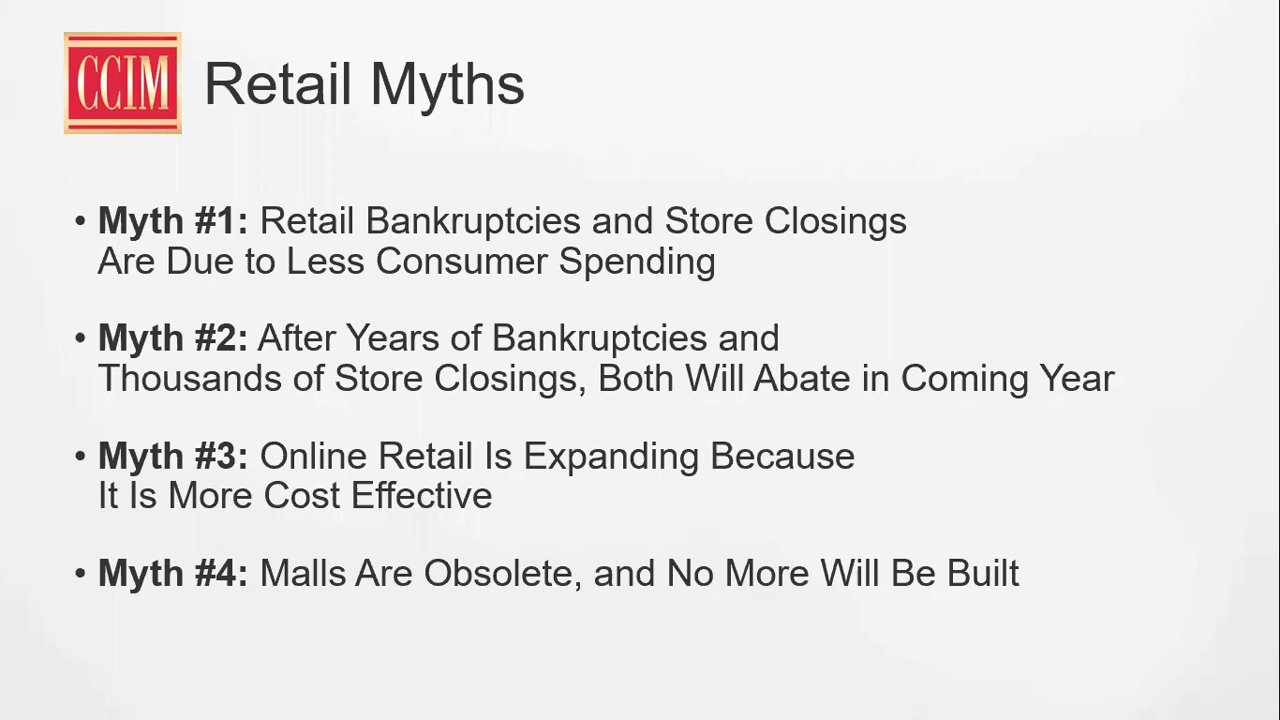 CCIM
Retail Myths
• Myth #1: Retail Bankruptcies and Store Closings
Are Due to Less Consumer Spending
• Myth #2: After Years of Bankruptcies and
Thousands of Store Closings, Both Will Abate in Coming Year
• Myth #3: Online Retail Is Expanding Because
It Is More Cost Effective
• Myth #4: Malls Are Obsolete, and No More Will Be Built